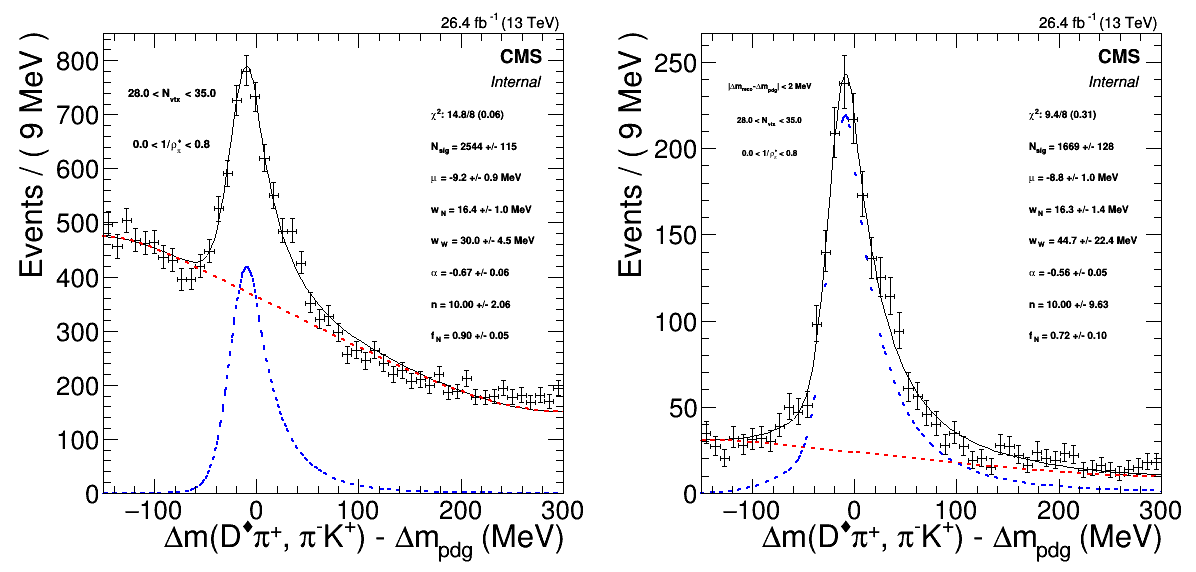 26.4 fb⁻¹ (13 TeV)
CMS
Internal
28.0 < N_vtx < 35.0
0.0 < 1/ρ_π^♦ < 0.8
χ²: 14.8/8 (0.06)
N_sig = 2544 +/- 115
μ = -9.2 +/- 0.9 MeV
w_N = 16.4 +/- 1.0 MeV
w_W = 30.0 +/- 4.5 MeV
α = -0.67 +/- 0.06
n = 10.00 +/- 2.06
f_N = 0.90 +/- 0.05
Events / ( 9 MeV )
800
700
600
500
400
300
200
100
0
−100 0 100 200 300
Δm(D♦π⁺, π⁻K⁺) - Δm_pdg (MeV)
26.4 fb⁻¹ (13 TeV)
CMS
Internal
|Δm_reco-Δm_pdg| < 2 MeV
28.0 < N_vtx < 35.0
0.0 < 1/ρ_π^♦ < 0.8
χ²: 9.4/8 (0.31)
N_sig = 1669 +/- 128
μ = -8.8 +/- 1.0 MeV
w_N = 16.3 +/- 1.4 MeV
w_W = 44.7 +/- 22.4 MeV
α = -0.56 +/- 0.05
n = 10.00 +/- 9.63
f_N = 0.72 +/- 0.10
Events / ( 9 MeV )
250
200
150
100
50
0
−100 0 100 200 300
Δm(D♦π⁺, π⁻K⁺) - Δm_pdg (MeV)